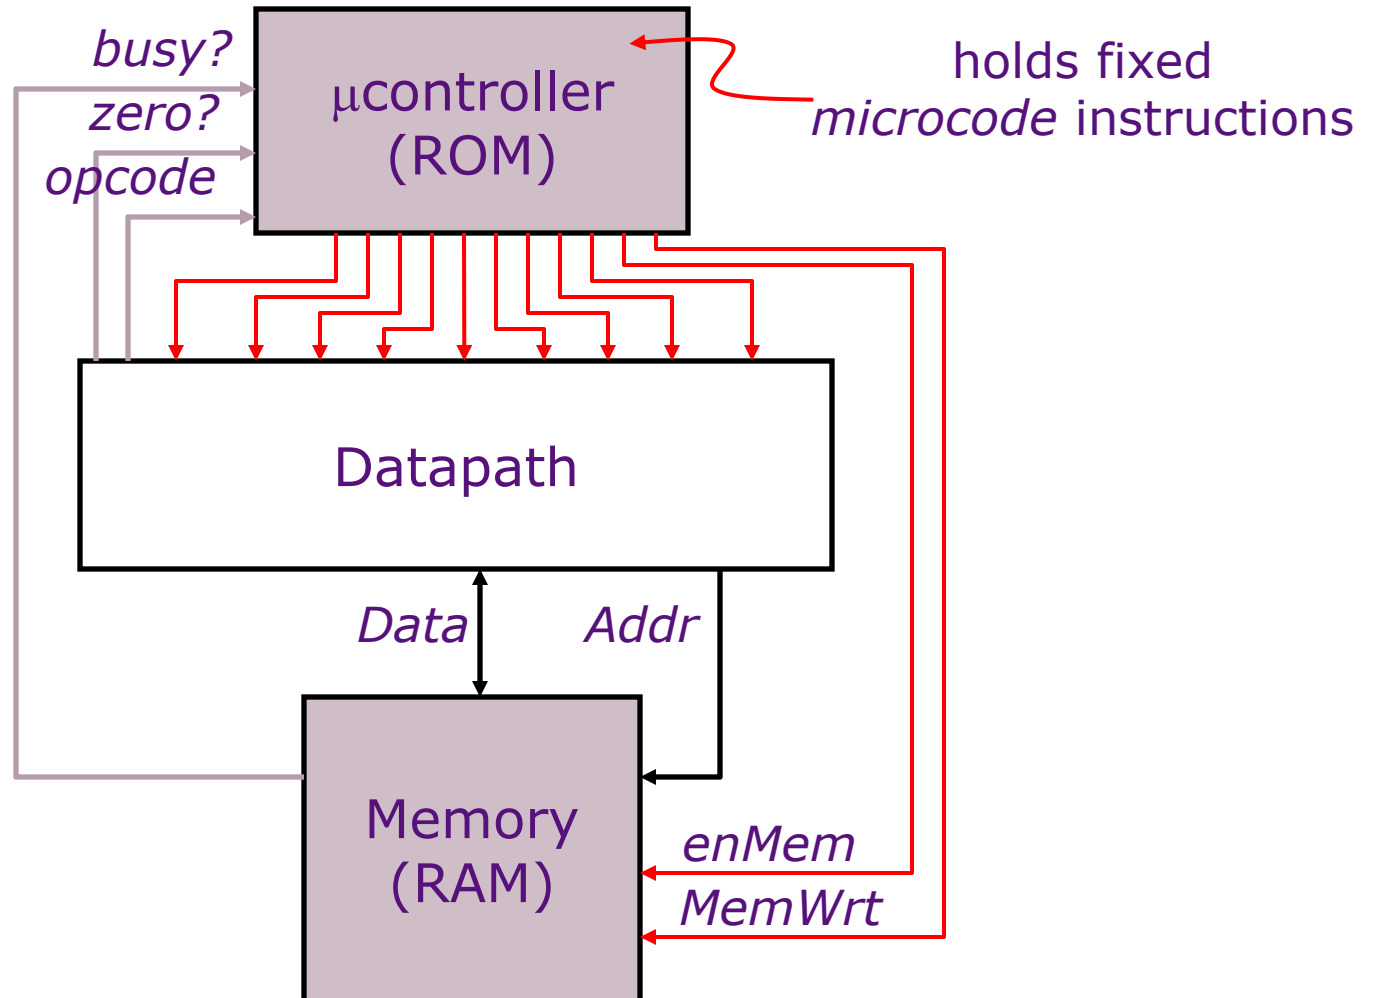 busy?
zero?
opcode
μcontroller
(ROM)
holds fixed
microcode instructions
Datapath
Data
Addr
Memory
(RAM)
enMem
MemWrt